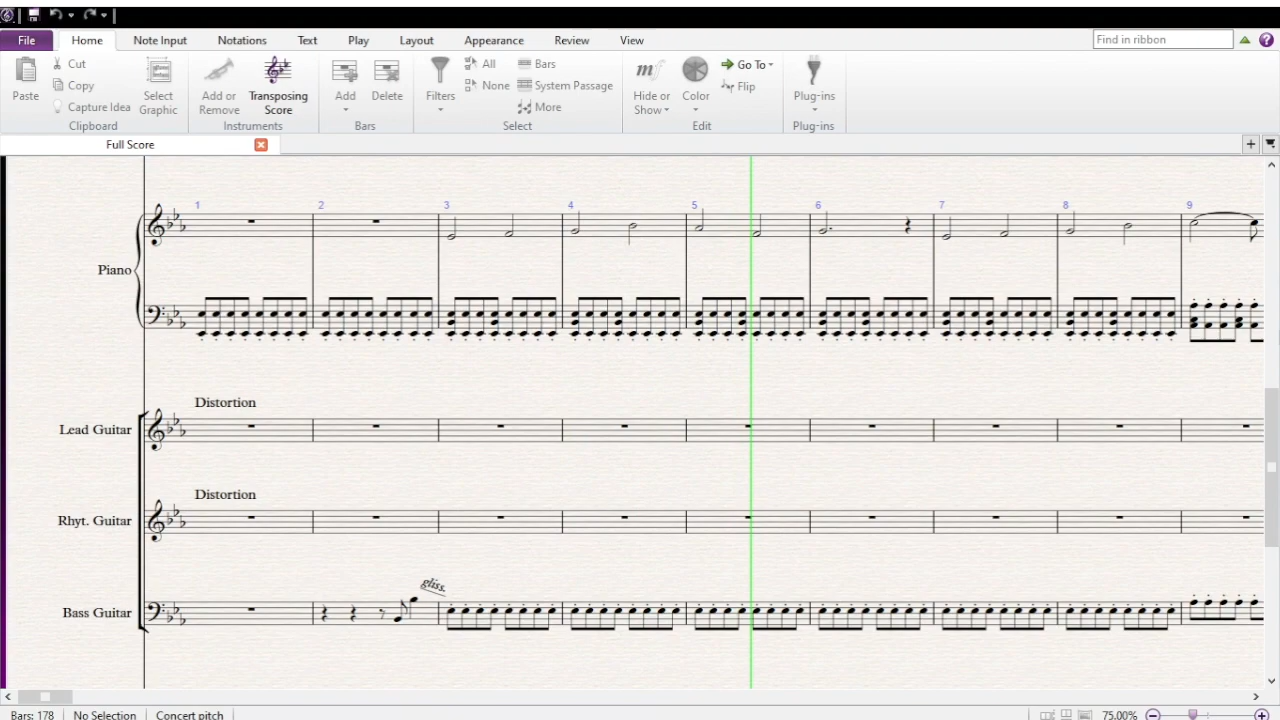 File Home Note Input Notations Text Play Layout Appearance Review View Find in ribbon
Paste
Cut
Copy
Capture Idea
Select Graphic
Clipboard
Add or Remove
Transposing Score
Instruments
Add
Delete
Bars
Filters
All
None
Bars
System Passage
More
Select
Hide or Show
Color
Go To
Flip
Edit
Plug-ins
Plug-ins
Full Score
1 2 3 4 5 6 7 8 9
Piano
Distortion
Lead Guitar
Distortion
Rhyt. Guitar
gliss.
Bass Guitar
Bars: 178 No Selection Concert pitch 75.00%